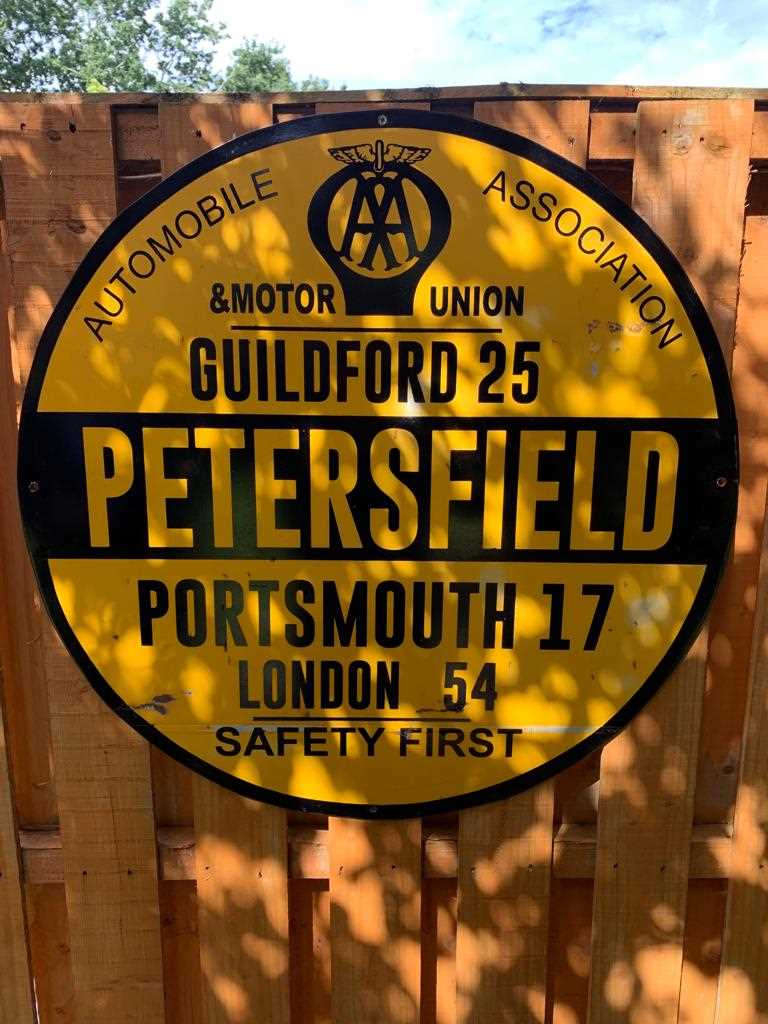 AUTOMOBILE ASSOCIATION
AA
&MOTOR UNION
GUILDFORD 25
PETERSFIELD
PORTSMOUTH 17
LONDON 54
SAFETY FIRST